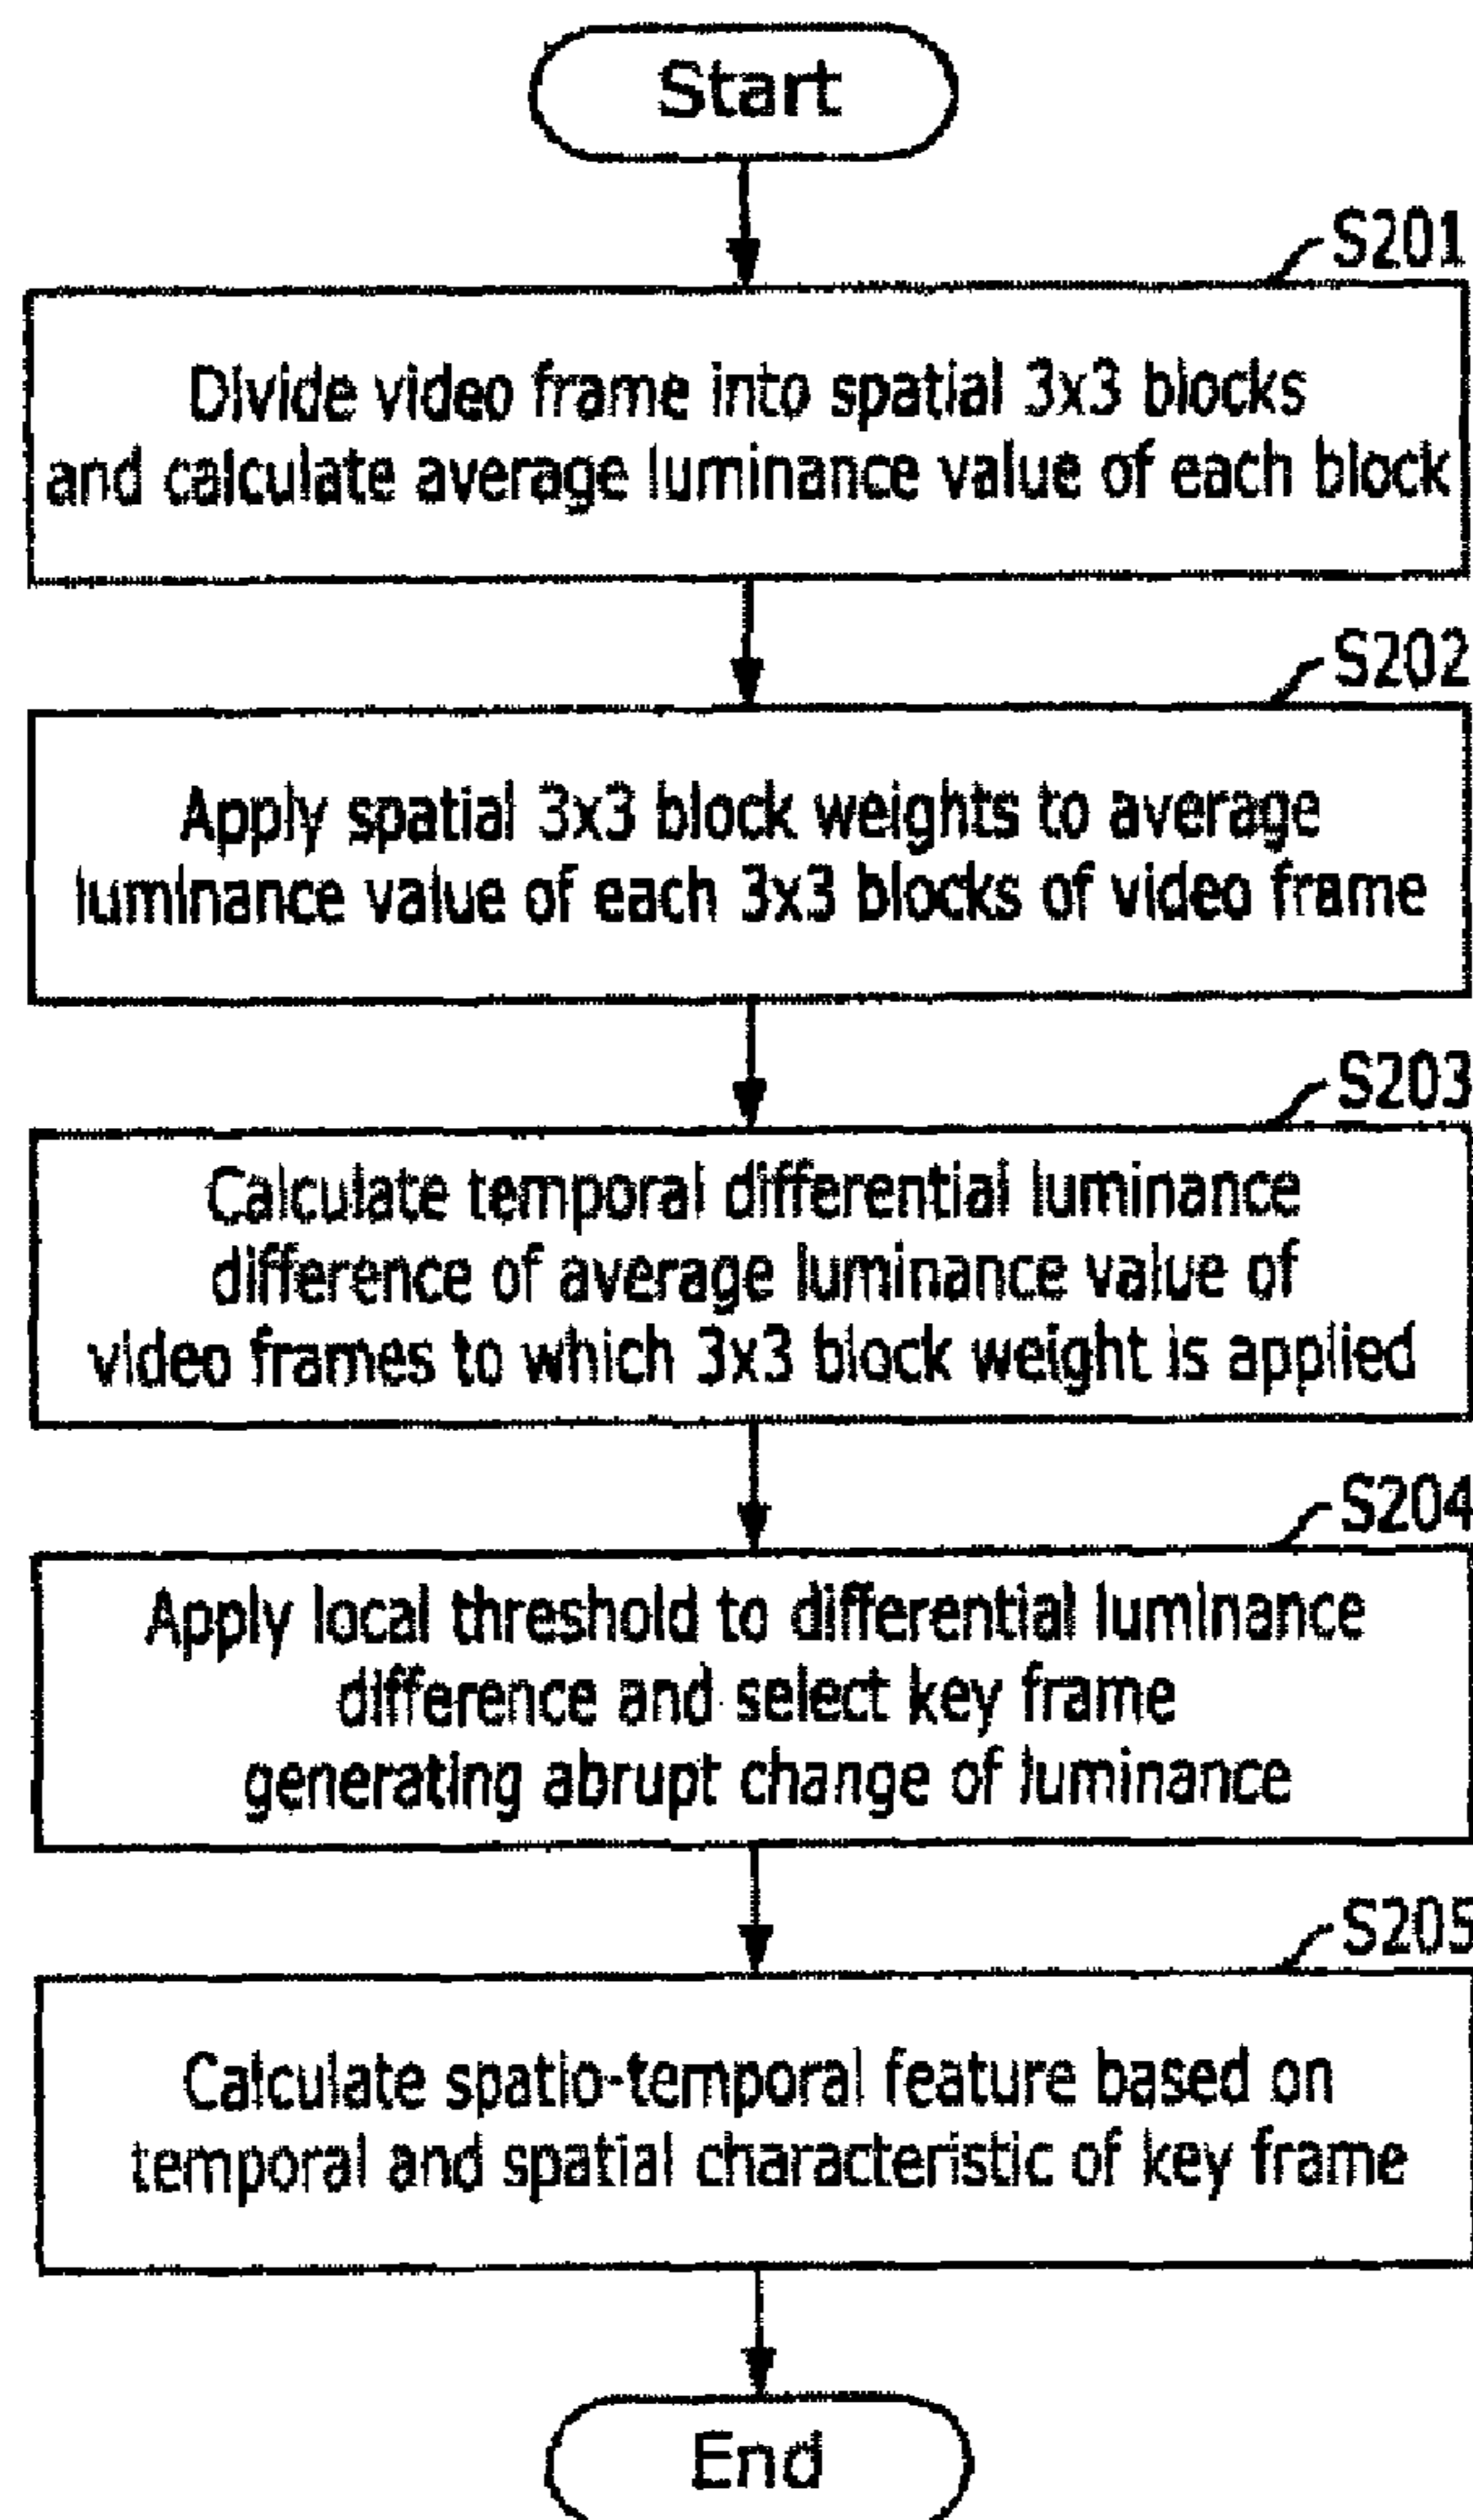 Start
S201
Divide video frame into spatial 3x3 blocks
and calculate average luminance value of each block
S202
Apply spatial 3x3 block weights to average
luminance value of each 3x3 blocks of video frame
S203
Calculate temporal differential luminance
difference of average luminance value of
video frames to which 3x3 block weight is applied
S204
Apply local threshold to differential luminance
difference and select key frame
generating abrupt change of luminance
S205
Calculate spatio-temporal feature based on
temporal and spatial characteristic of key frame
End